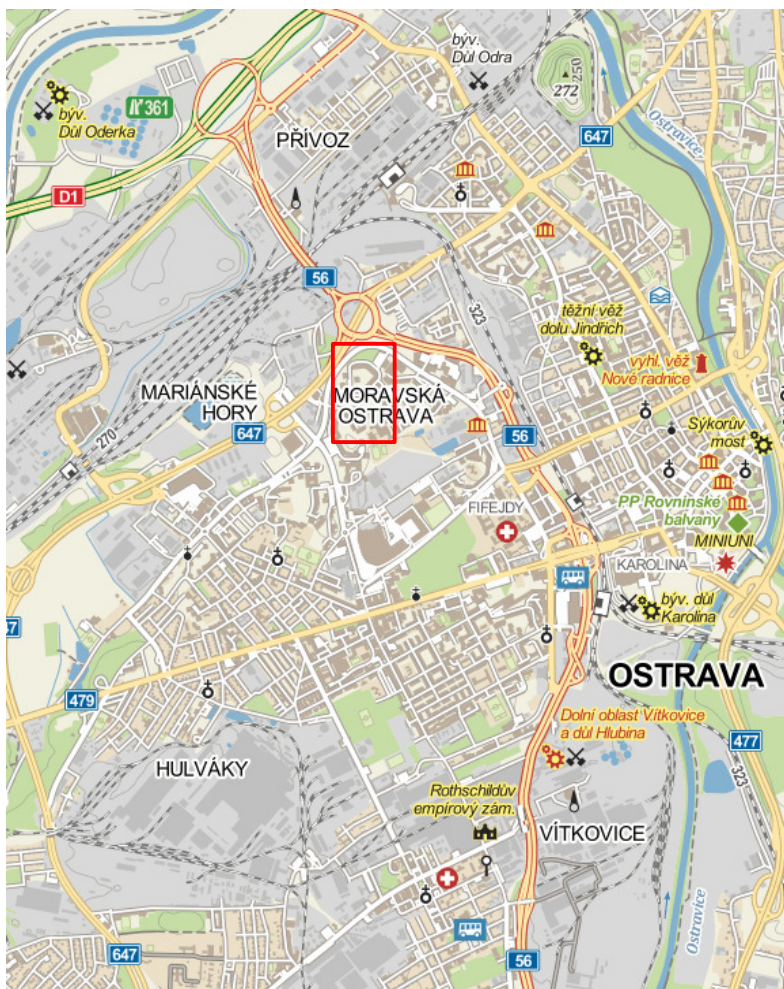 býv.
Důl Odra
272
250
býv.
Důl Oderka
361
PŘÍVOZ
Ostravice
647
D1
56
323
těžní věž
dolu Jindřich
vyhl. věž
Nové radnice
MARIÁNSKÉ
HORY
MORAVSKÁ
OSTRAVA
647
270
56
Sýkorův
most
FIFEJDY
PP Rovninské
balvany
MINIUNI
KAROLINA
býv. důl
Karolina
OSTRAVA
479
Dolní oblast Vítkovice
a důl Hlubina
477
323
HULVÁKY
Rothschildův
empírový zám.
VÍTKOVICE
Ostravice
647
56